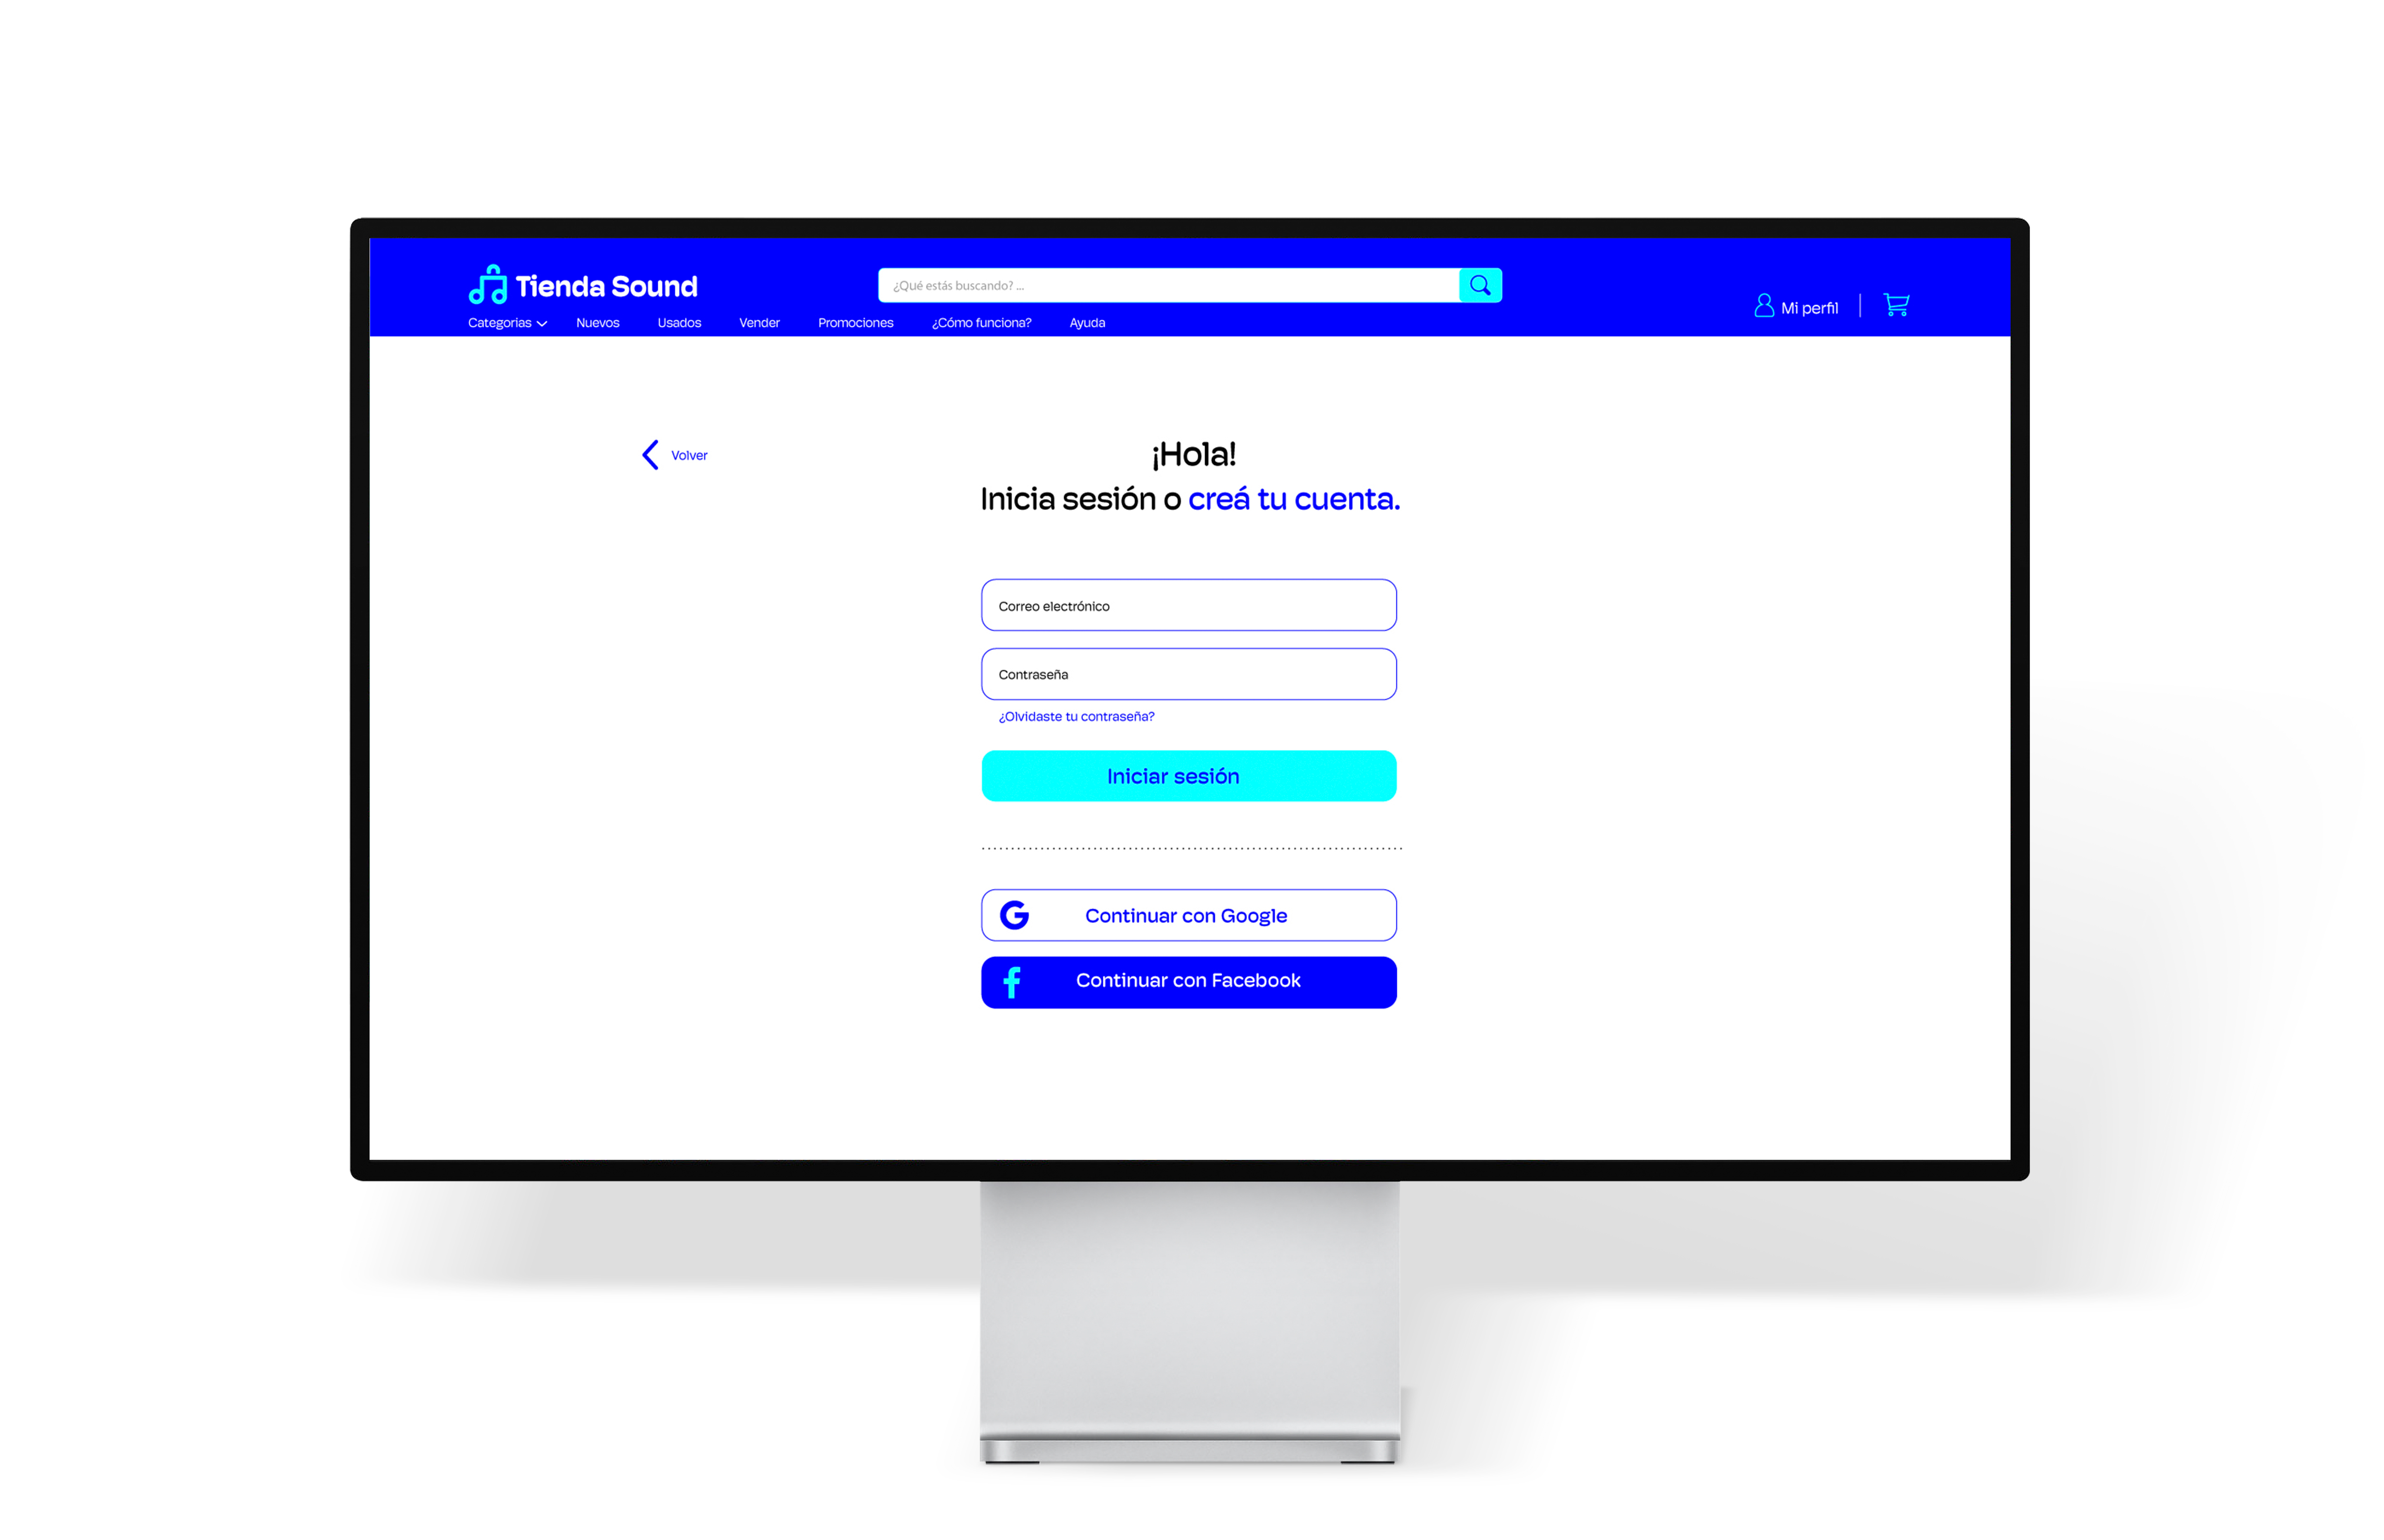 Tienda Sound
¿Qué estás buscando? ...
Categorias
Nuevos
Usados
Vender
Promociones
¿Cómo funciona?
Ayuda
Mi perfil
Volver
¡Hola!
Inicia sesión o creá tu cuenta.
Correo electrónico
Contraseña
¿Olvidaste tu contraseña?
Iniciar sesión
Continuar con Google
Continuar con Facebook